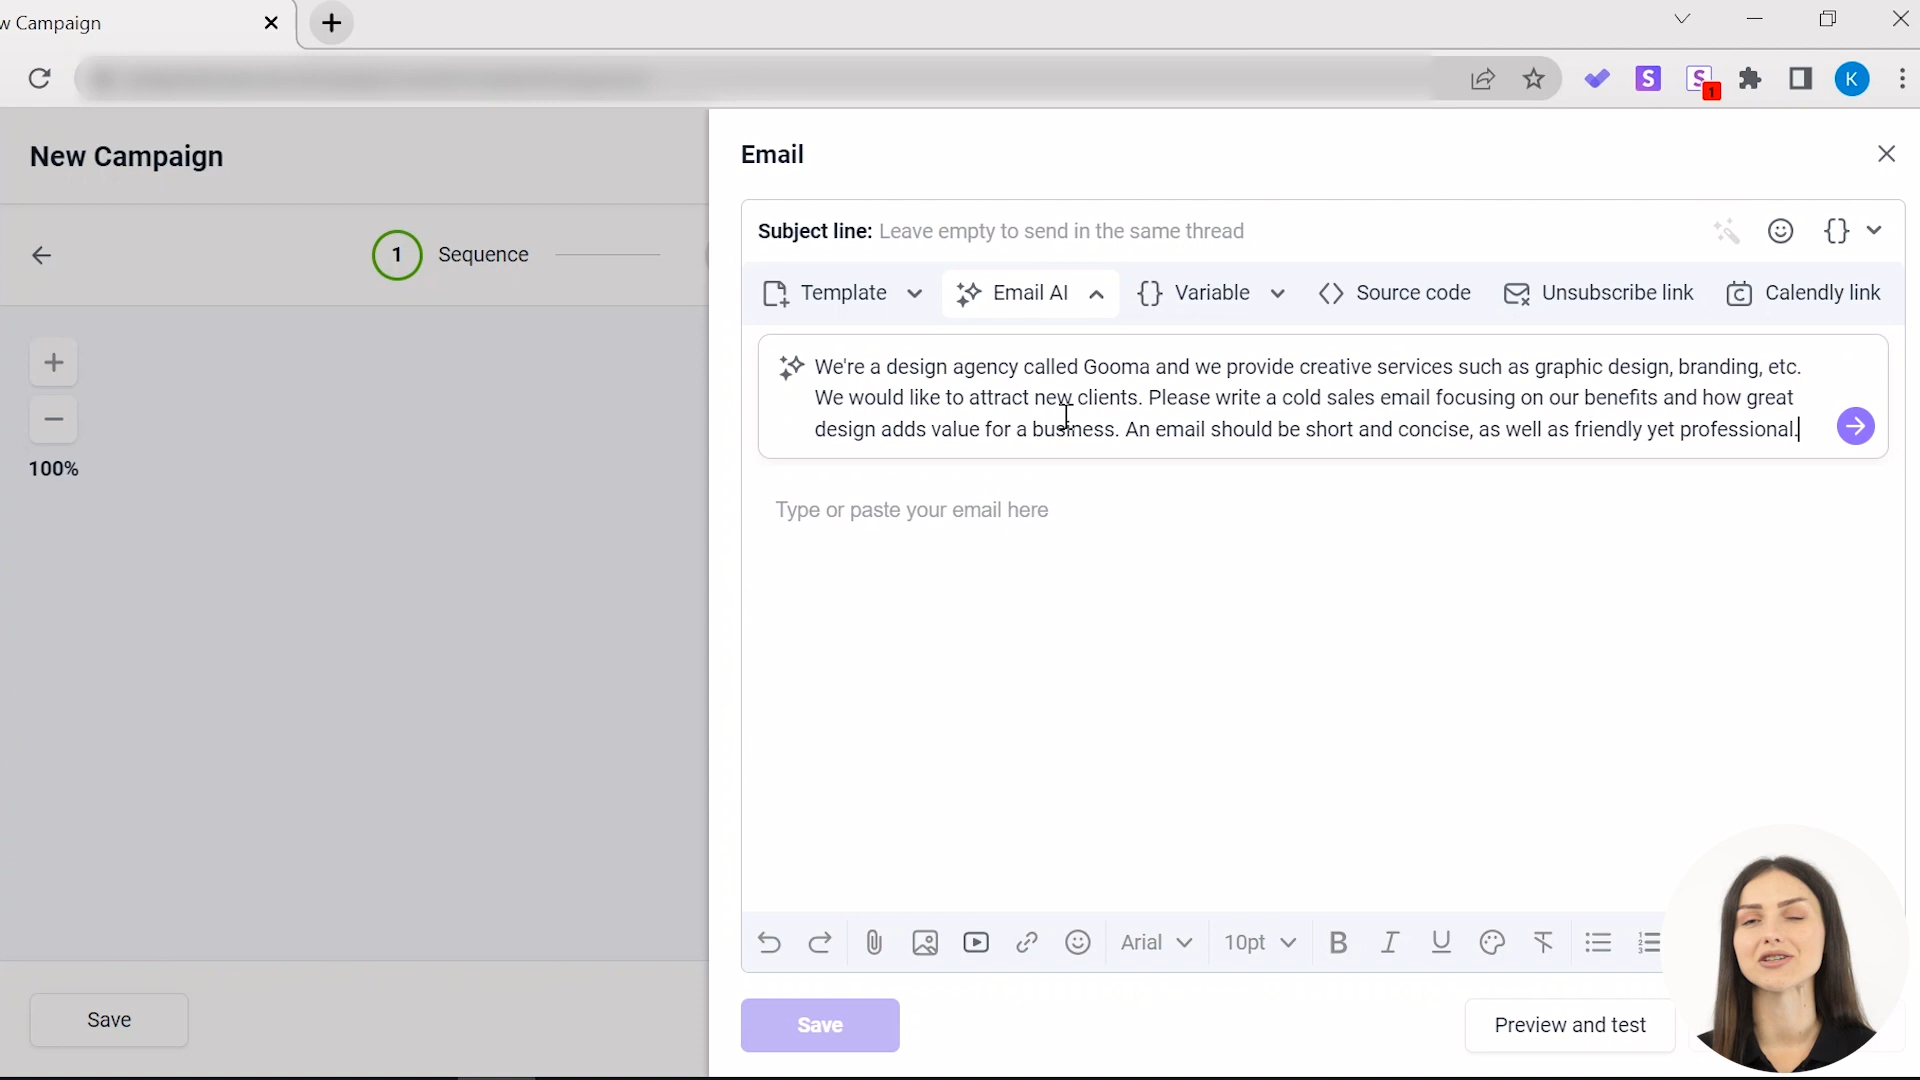 w Campaign
K
1
New Campaign
Email
Subject line: Leave empty to send in the same thread
1 Sequence
Template
Email AI
Variable
Source code
Unsubscribe link
Calendly link
We're a design agency called Gooma and we provide creative services such as graphic design, branding, etc.
We would like to attract new clients. Please write a cold sales email focusing on our benefits and how great
design adds value for a business. An email should be short and concise, as well as friendly yet professional.
100%
Type or paste your email here
Arial
10pt
Save
Save
Preview and test